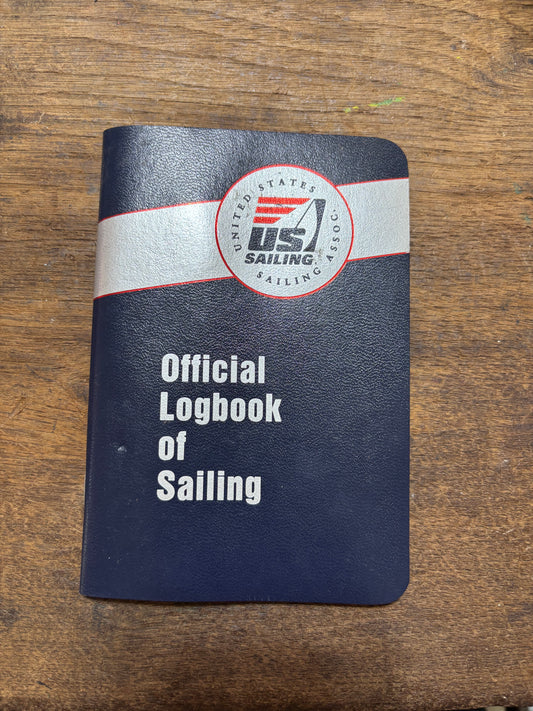 UNITED STATES
US
SAILING
SAILING ASSOC.
Official
Logbook
of
Sailing